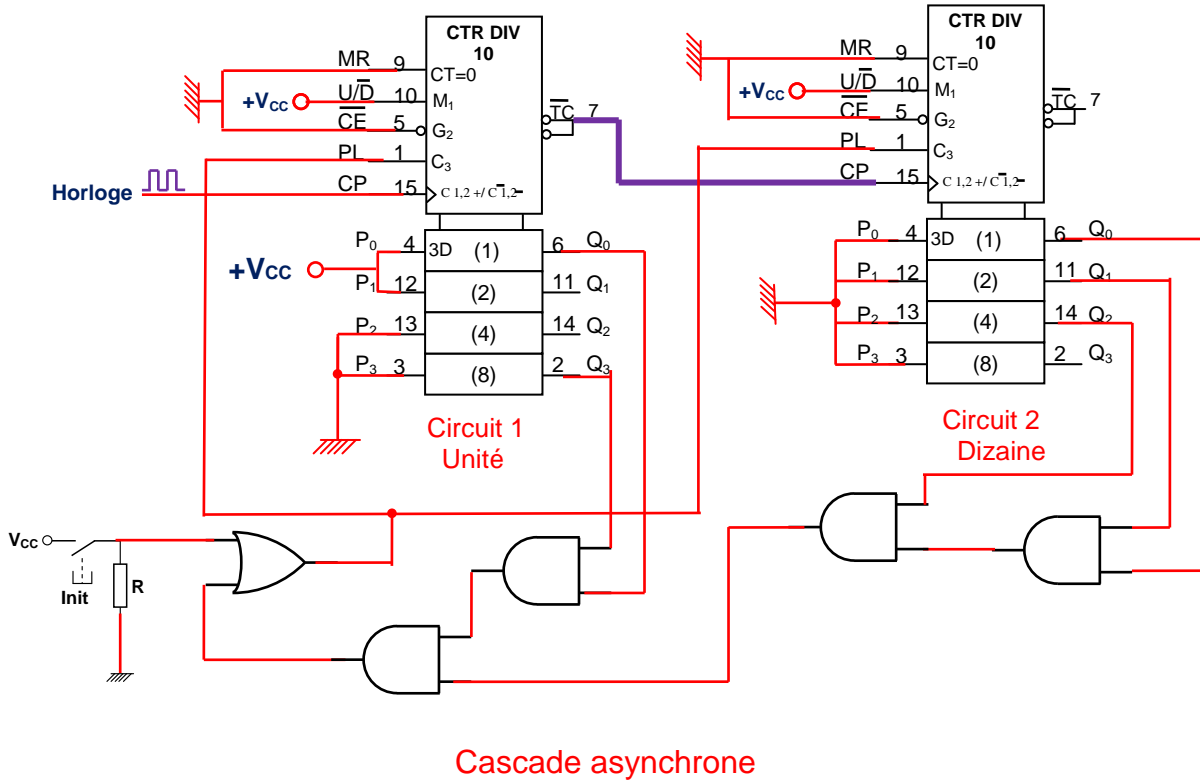 CTR DIV
10
MR 9 CT=0
+VCC U/D̅ 10 M1
C̅E̅ 5 G2
PL 1 C3
Horloge CP 15 C 1,2 + / C 1,2 −
T̅C̅ 7
P0 4 3D (1) 6 Q0
+VCC
P1 12 (2) 11 Q1
P2 13 (4) 14 Q2
P3 3 (8) 2 Q3
Circuit 1
Unité
CTR DIV
10
MR 9 CT=0
+VCC U/D̅ 10 M1
C̅E̅ 5 G2
PL 1 C3
CP 15 C 1,2 + / C 1,2 −
T̅C̅ 7
P0 4 3D (1) 6 Q0
P1 12 (2) 11 Q1
P2 13 (4) 14 Q2
P3 3 (8) 2 Q3
Circuit 2
Dizaine
VCC
Init
R
Cascade asynchrone